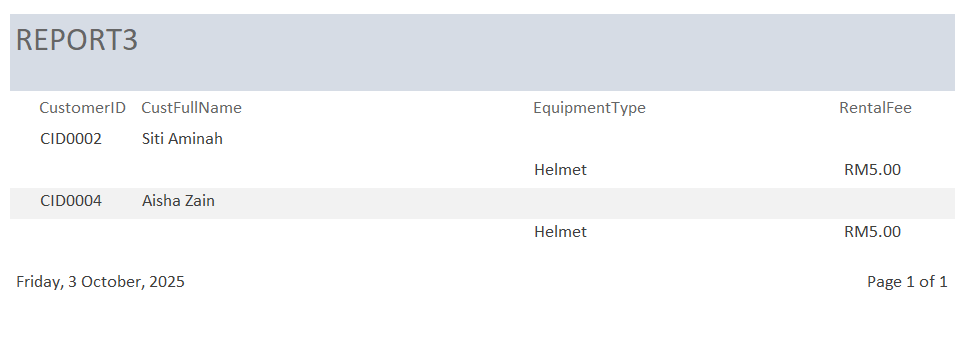 REPORT3
CustomerID CustFullName EquipmentType RentalFee
CID0002 Siti Aminah
Helmet RM5.00
CID0004 Aisha Zain
Helmet RM5.00
Friday, 3 October, 2025 Page 1 of 1